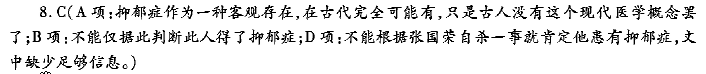 8. C(A 项:抑郁症作为一种客观存在,在古代完全可能有,只是古人没有这个现代医学概念罢
了;B 项:不能仅据此判断此人得了抑郁症;D 项:不能根据张国荣自杀一事就肯定他患有抑郁症,文
中缺少足够信息。)